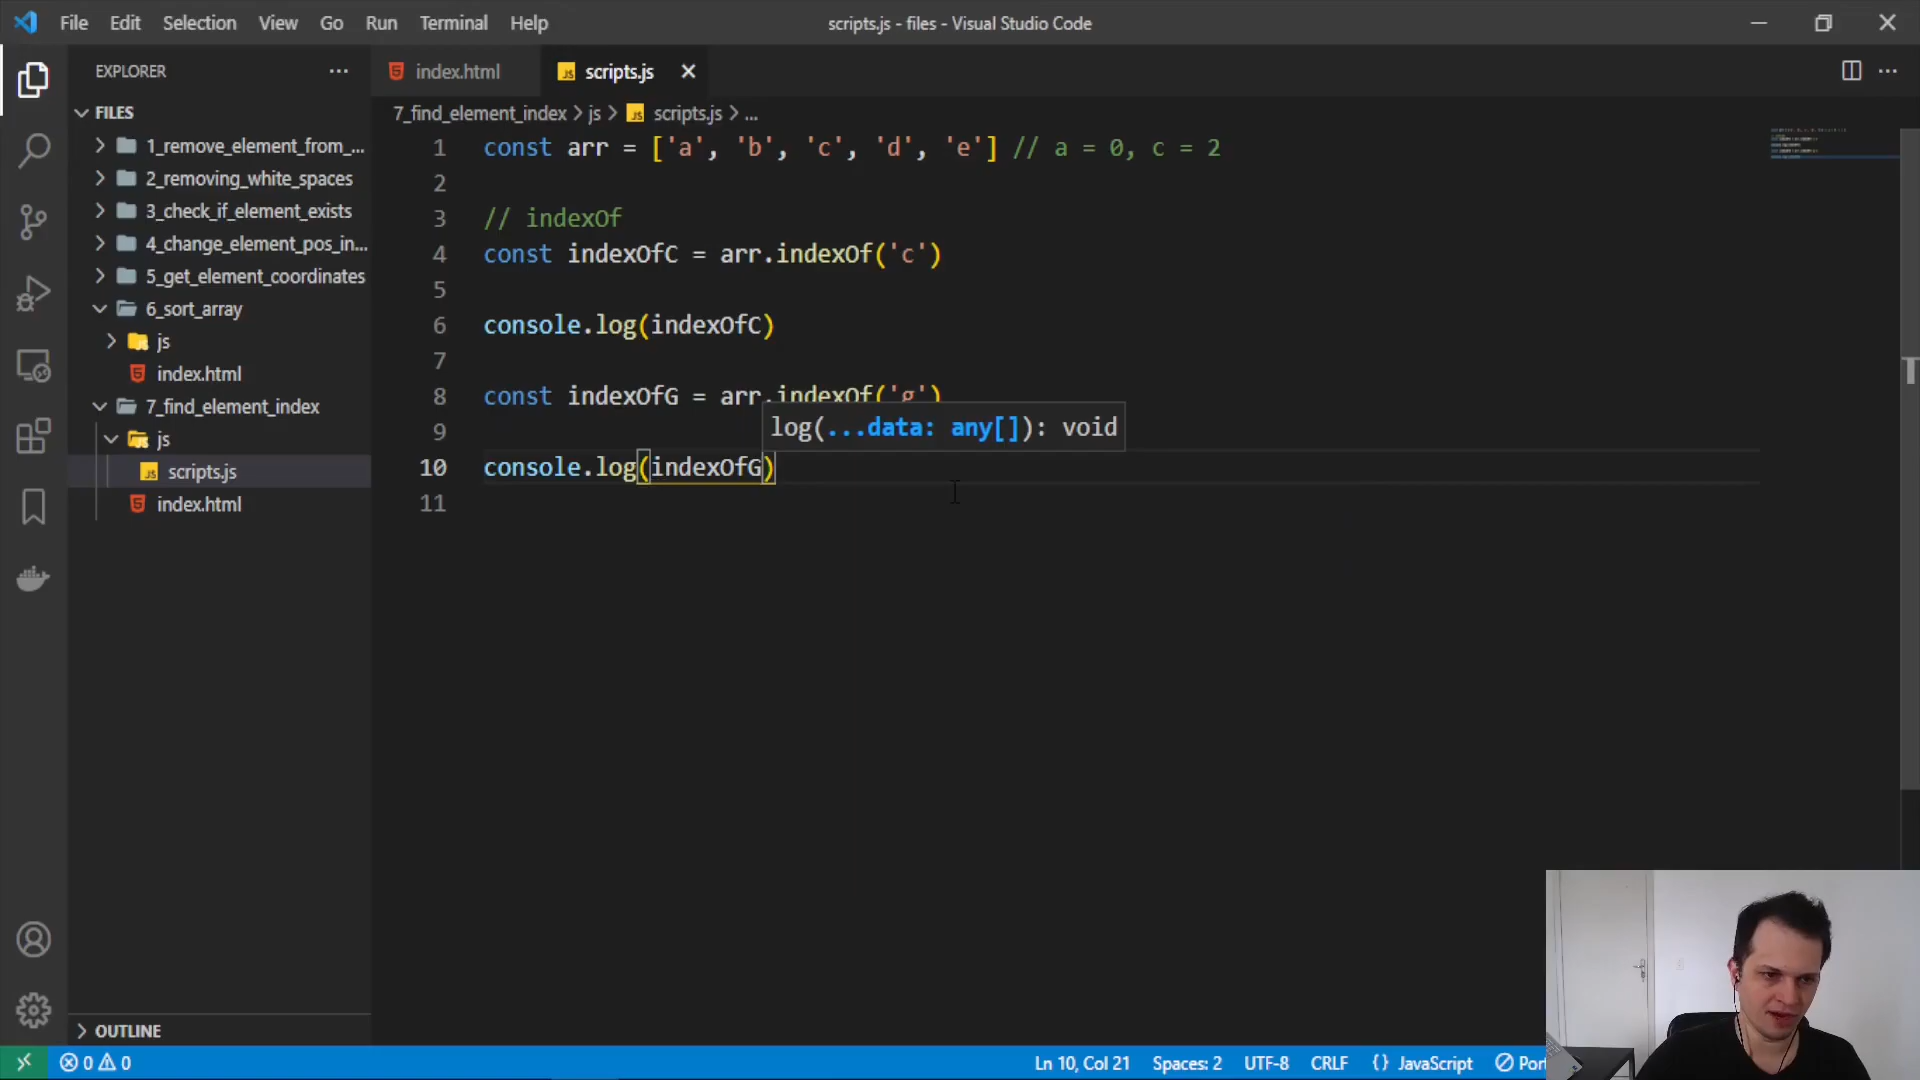 File Edit Selection View Go Run Terminal Help
scripts.js - files - Visual Studio Code
EXPLORER
FILES
1_remove_element_from_...
2_removing_white_spaces
3_check_if_element_exists
4_change_element_pos_in...
5_get_element_coordinates
6_sort_array
js
index.html
7_find_element_index
js
scripts.js
index.html
OUTLINE
index.html scripts.js
7_find_element_index > js > scripts.js > ...
1 const arr = ['a', 'b', 'c', 'd', 'e'] // a = 0, c = 2
2
3 // indexOf
4 const indexOfC = arr.indexOf('c')
5
6 console.log(indexOfC)
7
8 const indexOfG = arr.indexOf('g')
9
log(...data: any[]): void
10 console.log(indexOfG)
11
0 0 Ln 10, Col 21 Spaces: 2 UTF-8 CRLF {} JavaScript